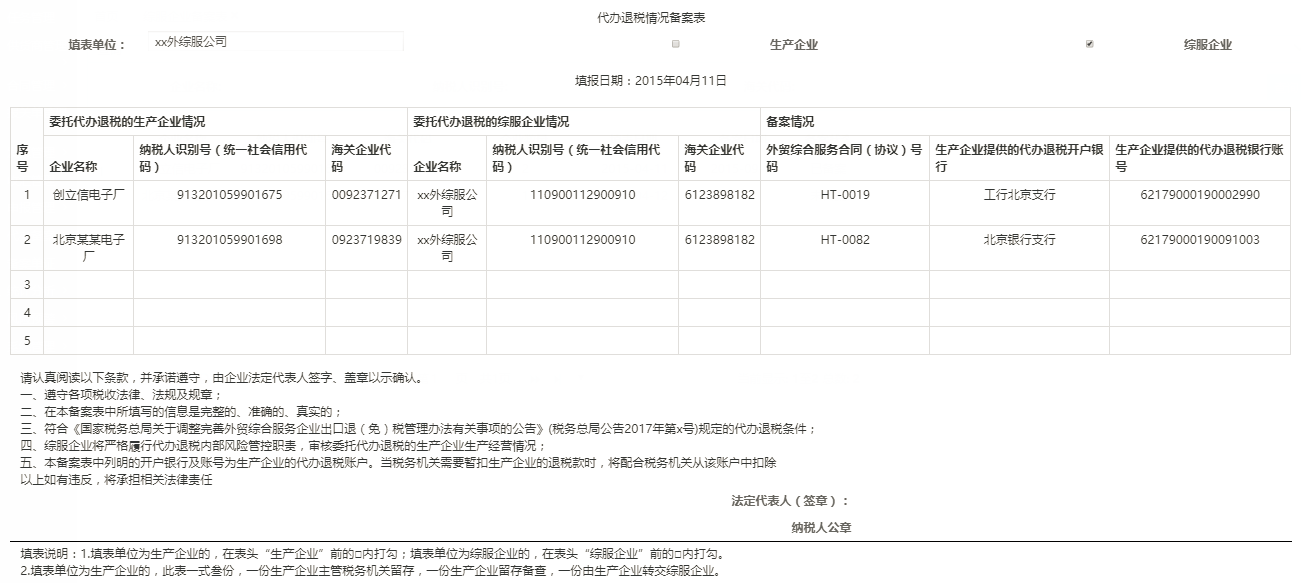 代办退税情况备案表
填表单位： xx外综服公司 生产企业 综服企业
填报日期：2015年04月11日
序号 委托代办退税的生产企业情况 委托代办退税的综服企业情况 备案情况
企业名称 纳税人识别号（统一社会信用代码） 海关企业代码 企业名称 纳税人识别号（统一社会信用代码） 海关企业代码 外贸综合服务合同（协议）号码 生产企业提供的代办退税开户银行 生产企业提供的代办退税银行账号
1 创立信电子厂 913201059901675 0092371271 xx外综服公司 110900112900910 6123898182 HT-0019 工行北京支行 62179000190002990
2 北京某某电子厂 913201059901698 0923719839 xx外综服公司 110900112900910 6123898182 HT-0082 北京银行支行 62179000190091003
3
4
5
请认真阅读以下条款，并承诺遵守，由企业法定代表人签字、盖章以示确认。
一、遵守各项税收法律、法规及规章；
二、在本备案表中所填写的信息是完整的、准确的、真实的；
三、符合《国家税务总局关于调整完善外贸综合服务企业出口退（免）税管理办法有关事项的公告》(税务总局公告2017年第x号)规定的代办退税条件；
四、综服企业将严格履行代办退税内部风险管控职责，审核委托代办退税的生产企业生产经营情况；
五、本备案表中列明的开户银行及账号为生产企业的代办退税账户。当税务机关需要暂扣生产企业的退税款时，将配合税务机关从该账户中扣除
以上如有违反，将承担相关法律责任
法定代表人（签章）：
纳税人公章
填表说明：1.填表单位为生产企业的，在表头“生产企业”前的□内打勾；填表单位为综服企业的，在表头“综服企业”前的□内打勾。
2.填表单位为生产企业的，此表一式叁份，一份生产企业主管税务机关留存，一份生产企业留存备查，一份由生产企业转交综服企业。